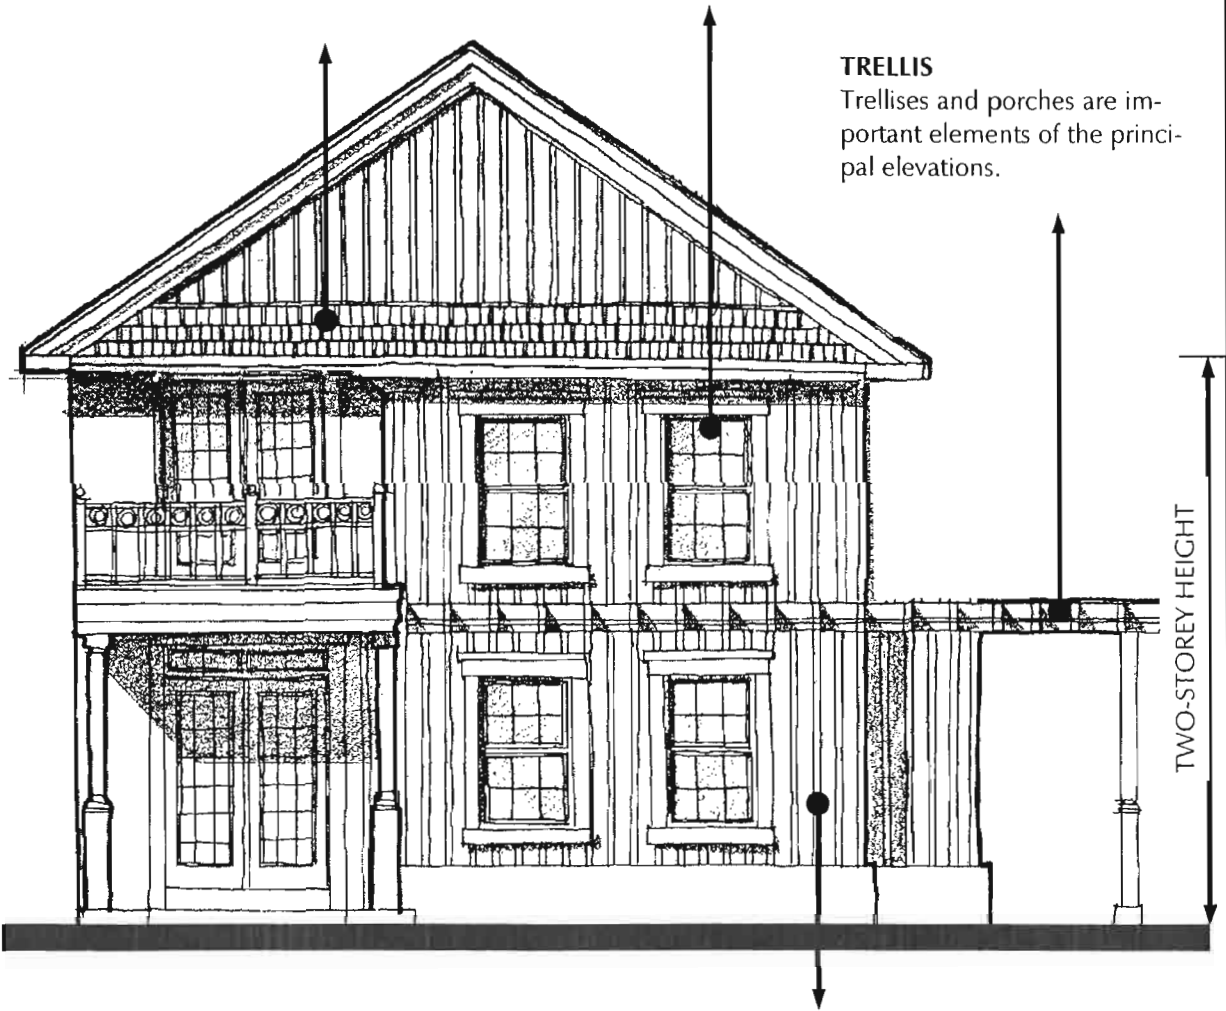 TRELLIS
Trellises and porches are im-
portant elements of the princi-
pal elevations.
TWO-STOREY HEIGHT